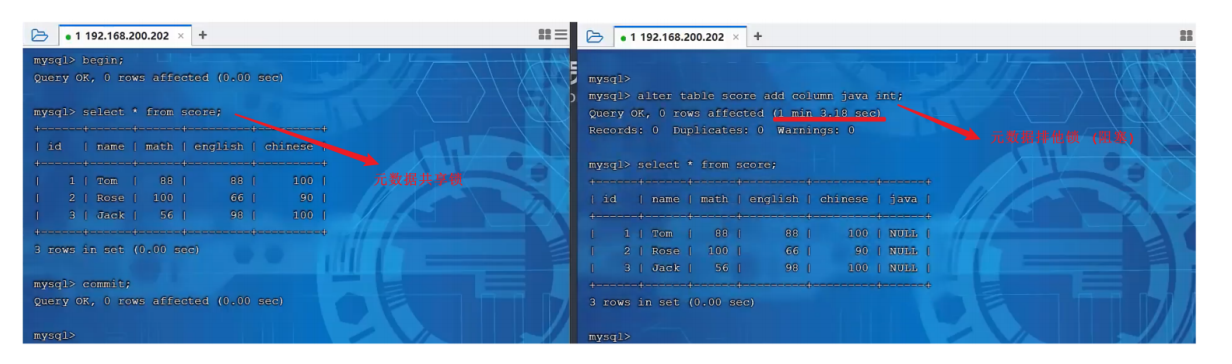 1 192.168.200.202 × +
mysql> begin;
Query OK, 0 rows affected (0.00 sec)
mysql> select * from score;
+------+------+------+---------+---------+
| id | name | math | english | chinese |
+------+------+------+---------+---------+
| 1 | Tom | 88 | 88 | 100 |
| 2 | Rose | 100 | 66 | 90 |
| 3 | Jack | 56 | 98 | 100 |
+------+------+------+---------+---------+
元数据共享锁
3 rows in set (0.00 sec)
mysql> commit;
Query OK, 0 rows affected (0.00 sec)
mysql>
1 192.168.200.202 × +
mysql>
mysql> alter table score add column java int;
Query OK, 0 rows affected (1 min 3.18 sec)
Records: 0 Duplicates: 0 Warnings: 0
元数据排他锁（阻塞）
mysql> select * from score;
+------+------+------+---------+---------+------+
| id | name | math | english | chinese | java |
+------+------+------+---------+---------+------+
| 1 | Tom | 88 | 88 | 100 | NULL |
| 2 | Rose | 100 | 66 | 90 | NULL |
| 3 | Jack | 56 | 98 | 100 | NULL |
+------+------+------+---------+---------+------+
3 rows in set (0.00 sec)
mysql>